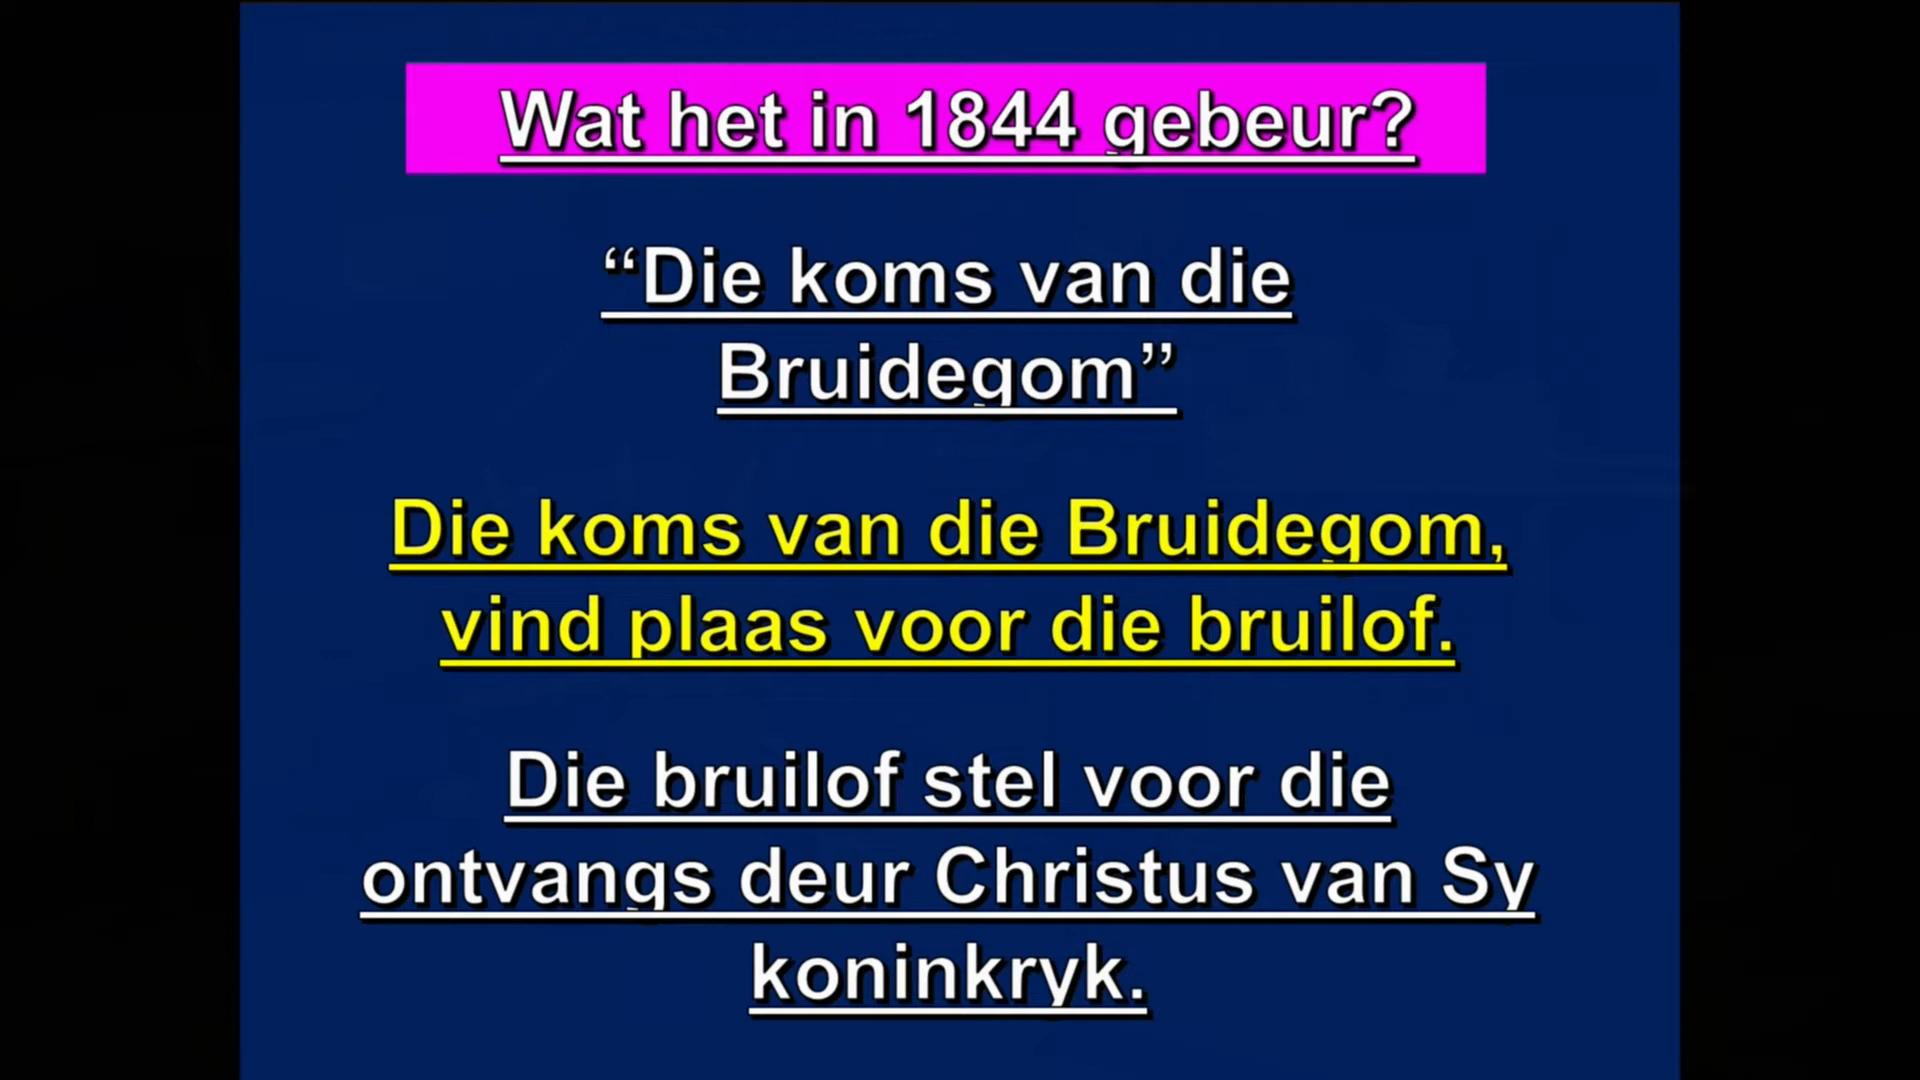 Wat het in 1844 gebeur?
“Die koms van die
Bruidegom”
Die koms van die Bruidegom,
vind plaas voor die bruilof.
Die bruilof stel voor die
ontvangs deur Christus van Sy
koninkryk.